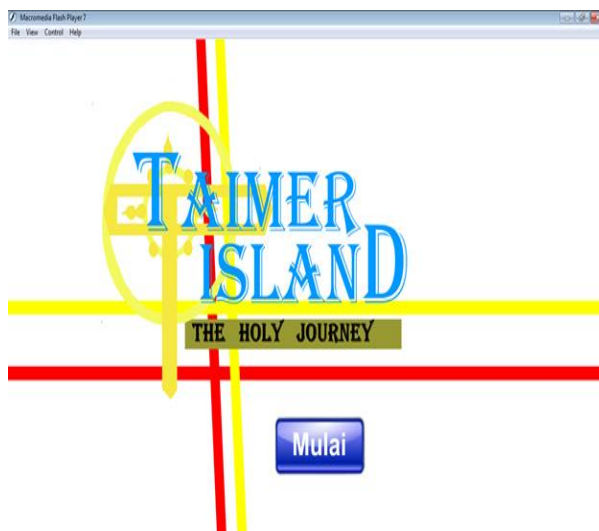 Macromedia Flash Player 7
File View Control Help
TAIMER
ISLAND
THE HOLY JOURNEY
Mulai